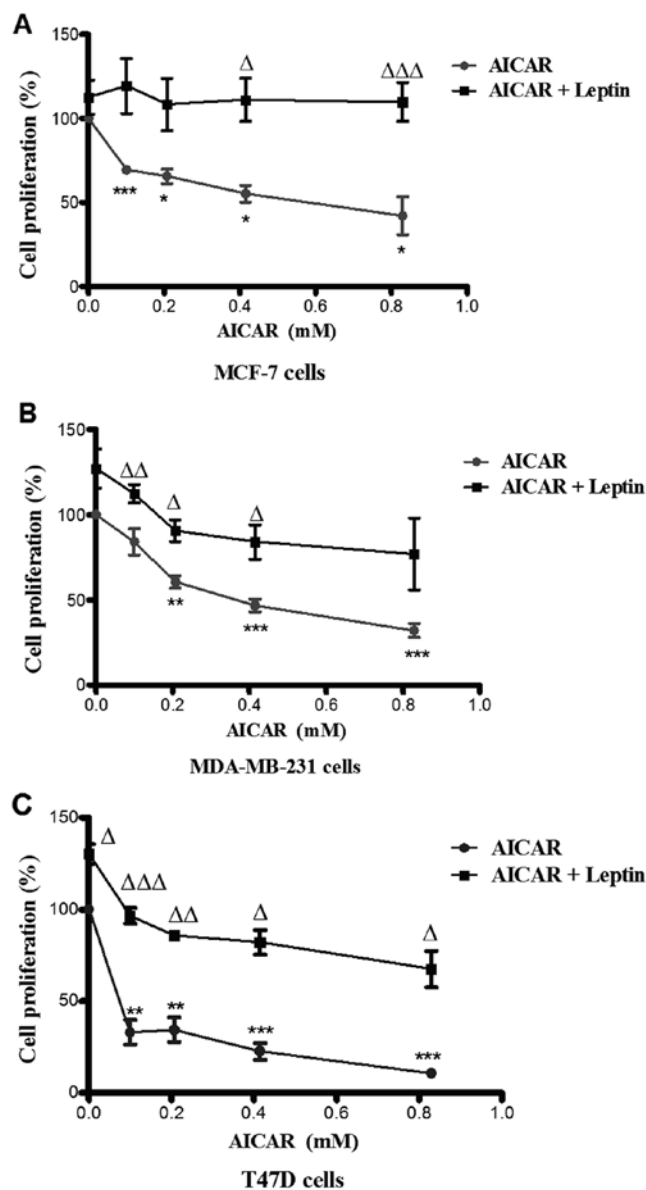 A
Cell proliferation (%)
150
100
50
0
Δ
ΔΔΔ
***
*
*
*
AICAR
AICAR + Leptin
0.0 0.2 0.4 0.6 0.8 1.0
AICAR (mM)
MCF-7 cells
B
Cell proliferation (%)
150
100
50
0
ΔΔ
Δ
Δ
**
***
***
AICAR
AICAR + Leptin
0.0 0.2 0.4 0.6 0.8 1.0
AICAR (mM)
MDA-MB-231 cells
C
Cell proliferation (%)
150
100
50
0
Δ
ΔΔΔ
ΔΔ
Δ
Δ
**
**
***
***
AICAR
AICAR + Leptin
0.0 0.2 0.4 0.6 0.8 1.0
AICAR (mM)
T47D cells